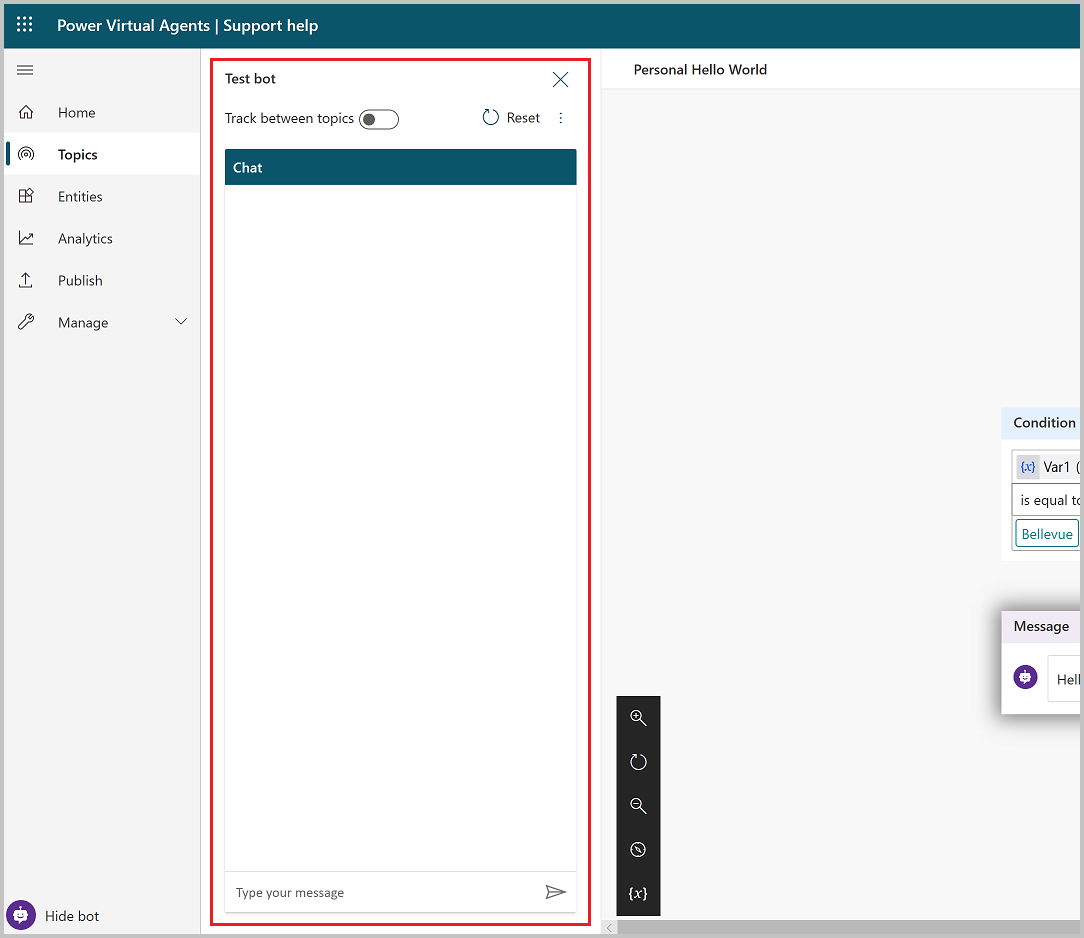 Power Virtual Agents | Support help
Home
Topics
Entities
Analytics
Publish
Manage
Hide bot
Test bot
Track between topics
Reset
Chat
Type your message
Personal Hello World
Condition
{x} Var1 (
is equal to
Bellevue
Message
Hell
{x}